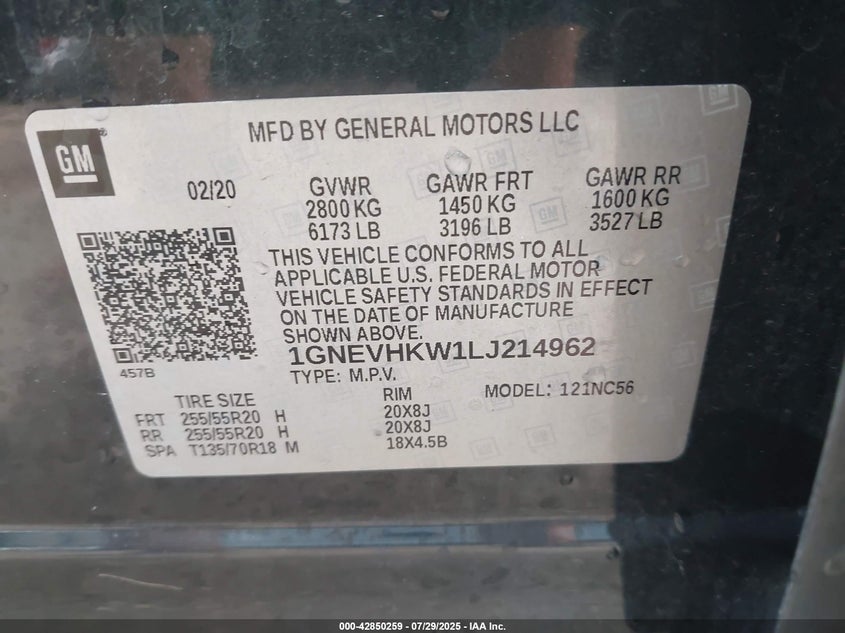 MFD BY GENERAL MOTORS LLC
GM®
02/20
GVWR GAWR FRT GAWR RR
2800 KG 1450 KG 1600 KG
6173 LB 3196 LB 3527 LB
THIS VEHICLE CONFORMS TO ALL
APPLICABLE U.S. FEDERAL MOTOR
VEHICLE SAFETY STANDARDS IN EFFECT
ON THE DATE OF MANUFACTURE
SHOWN ABOVE.
1GNEVHKW1LJ214962
457B
TYPE: M.P.V.
MODEL: 121NC56
TIRE SIZE RIM
FRT 255/55R20 H 20X8J
RR 255/55R20 H 20X8J
SPA T135/70R18 M 18X4.5B
000-42850259 / 07/29/2025 - IAA Inc.